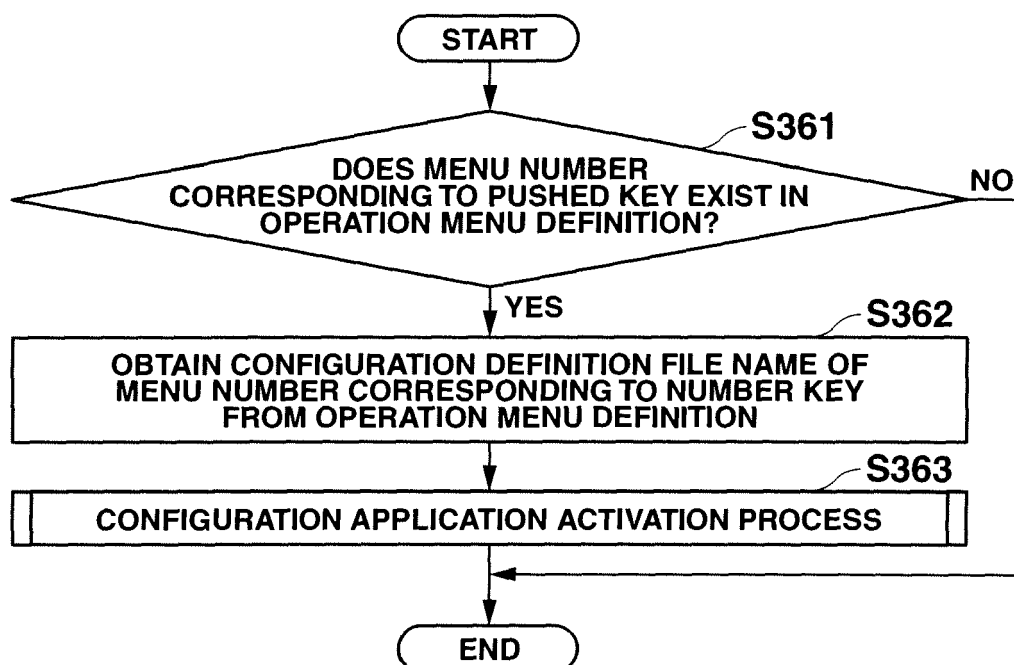 START
S361
DOES MENU NUMBER
CORRESPONDING TO PUSHED KEY EXIST IN
OPERATION MENU DEFINITION?
NO
YES
S362
OBTAIN CONFIGURATION DEFINITION FILE NAME OF
MENU NUMBER CORRESPONDING TO NUMBER KEY
FROM OPERATION MENU DEFINITION
S363
CONFIGURATION APPLICATION ACTIVATION PROCESS
END